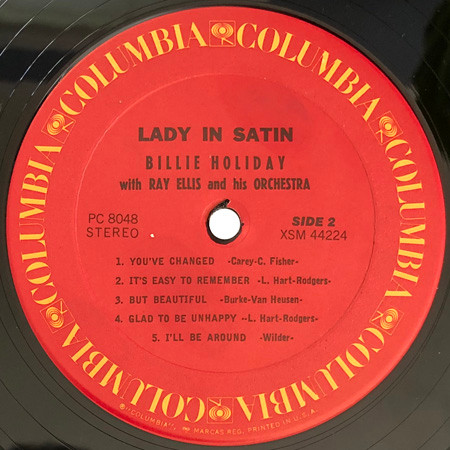 COLUMBIA COLUMBIA COLUMBIA COLUMBIA COLUMBIA COLUMBIA
LADY IN SATIN
BILLIE HOLIDAY
with RAY ELLIS and his ORCHESTRA
PC 8048
STEREO
SIDE 2
XSM 44224
1. YOU'VE CHANGED -Carey-C. Fisher-
2. IT'S EASY TO REMEMBER -L. Hart-Rodgers-
3. BUT BEAUTIFUL -Burke-Van Heusen-
4. GLAD TO BE UNHAPPY --L. Hart-Rodgers-
5. I'LL BE AROUND -Wilder-
"COLUMBIA", MARCAS REG. PRINTED IN U.S.A.